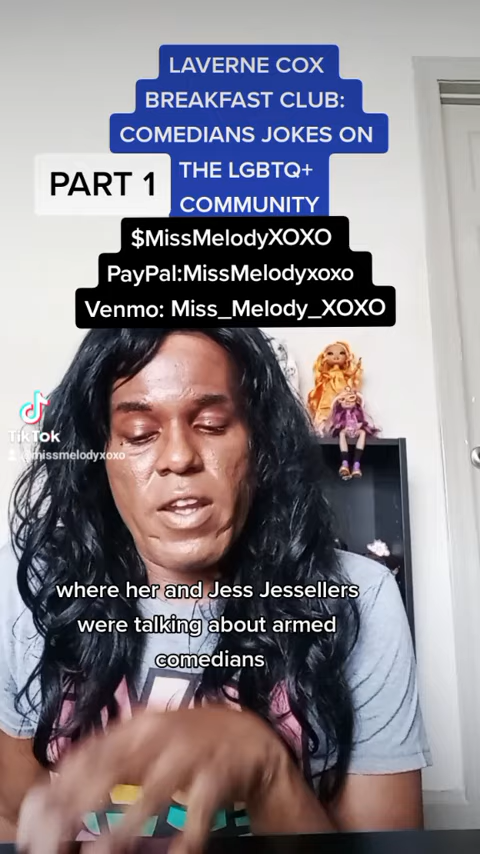 LAVERNE COX
BREAKFAST CLUB:
COMEDIANS JOKES ON
THE LGBTQ+
COMMUNITY
PART 1
$MissMelodyXOXO
PayPal:MissMelodyxoxo
Venmo: Miss_Melody_XOXO
TikTok
@missmelodyxoxo
where her and Jess Jessellers
were talking about armed
comedians